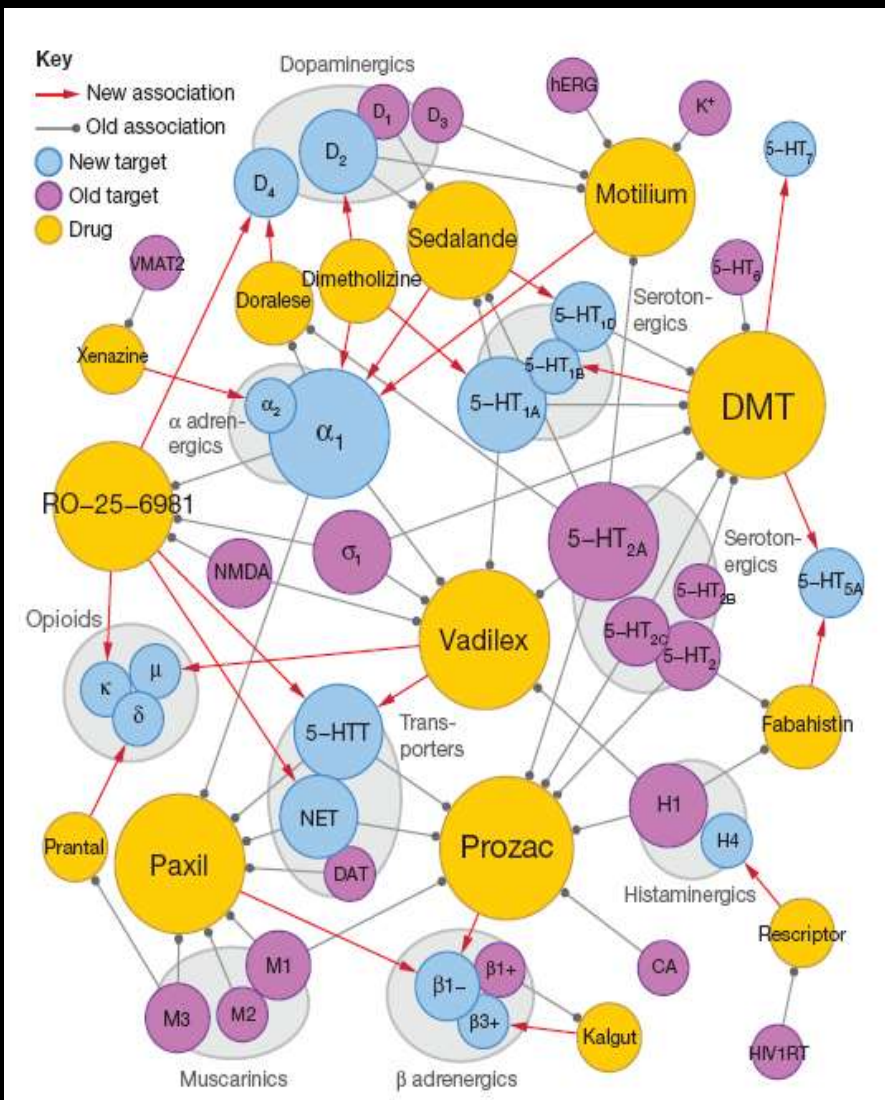 Key
New association
Old association
New target
Old target
Drug
Dopaminergics
D1
D3
D2
D4
hERG
K+
5−HT7
Motilium
Sedalande
VMAT2
Dimetholizine
Doralese
5−HT6
Seroton-
ergics
Xenazine
5−HT1D
5−HT1B
5−HT1A
DMT
α2
α1
α adren-
ergics
RO−25−6981
σ1
NMDA
5−HT2A
Seroton-
ergics
5−HT2B
5−HT5A
5−HT2C
5−HT2
Opioids
μ
κ
δ
Vadilex
Fabahistin
5−HTT
Trans-
porters
NET
DAT
H1
H4
Histaminergics
Prantal
Paxil
Prozac
Rescriptor
M1
M2
M3
Muscarinics
β1−
β1+
β3+
β adrenergics
CA
Kalgut
HIV1RT